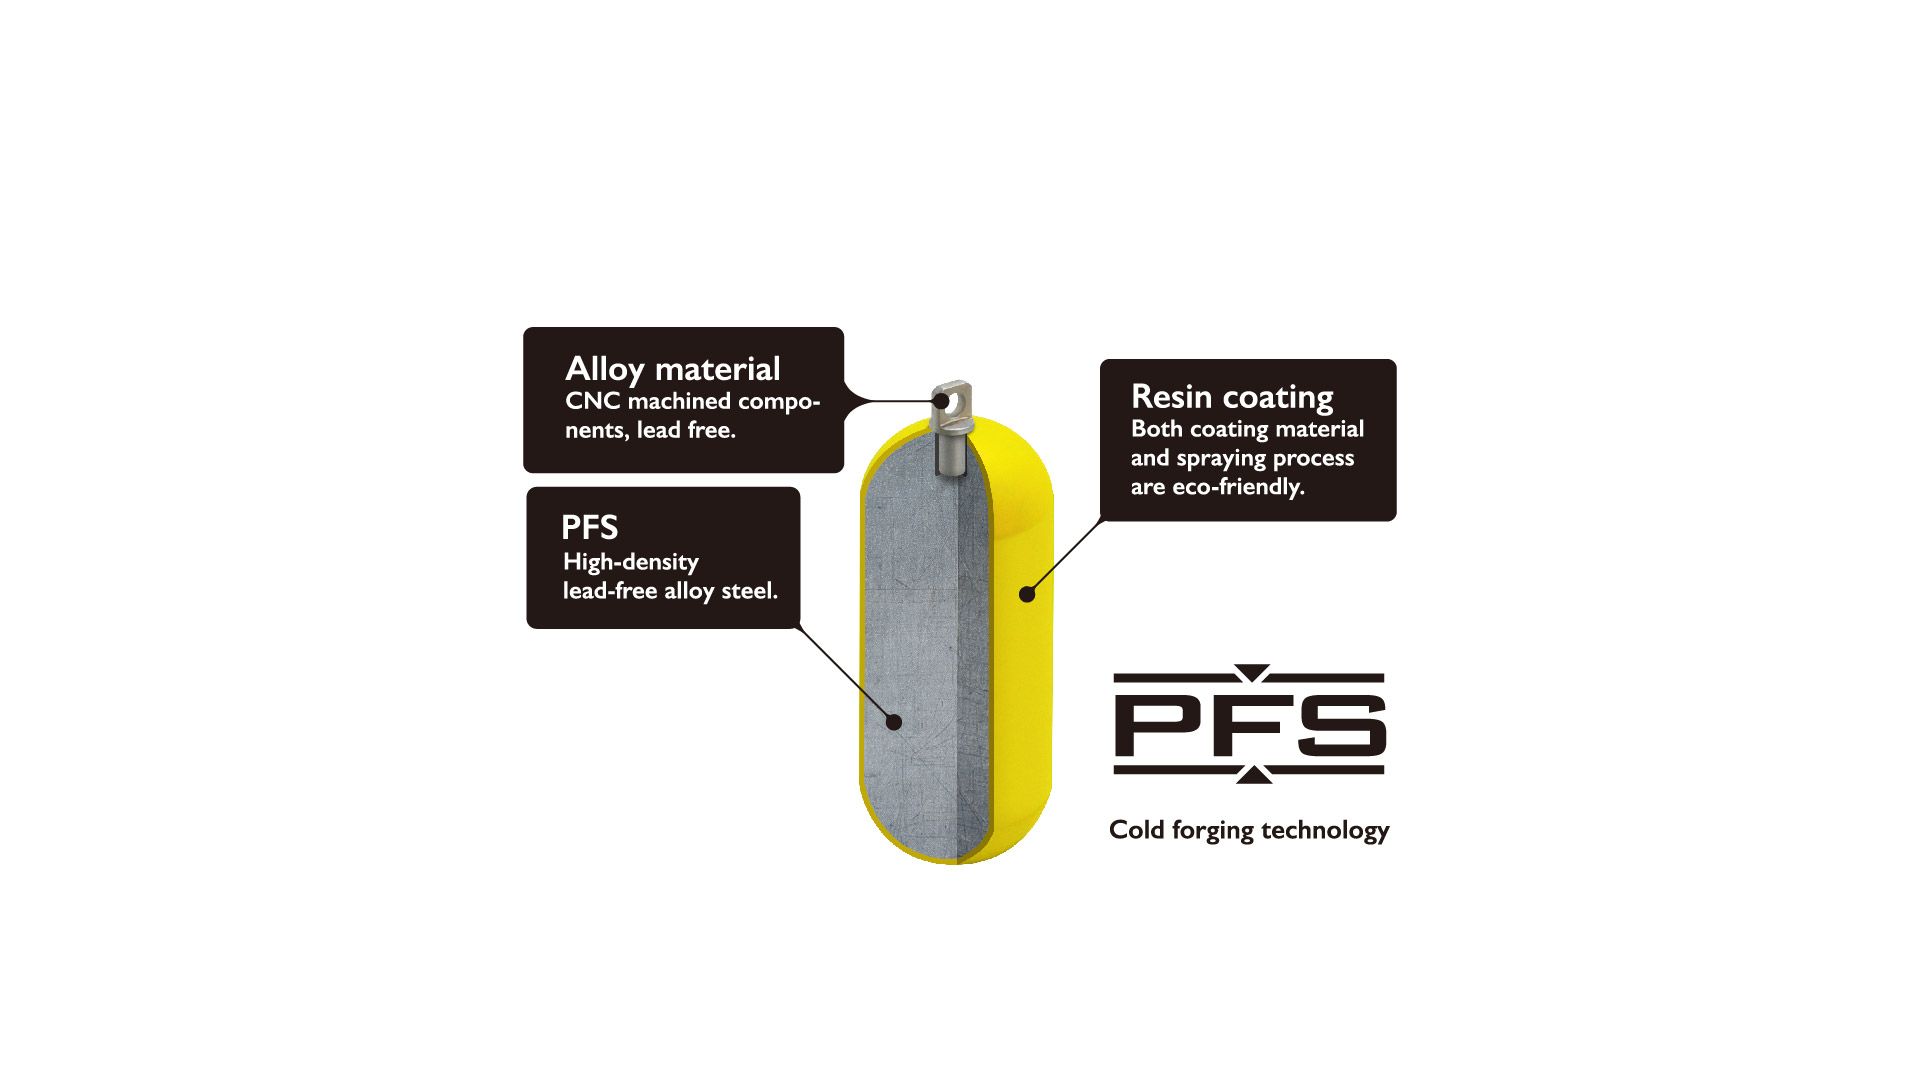 Alloy material
CNC machined compo-
nents, lead free.
PFS
High-density
lead-free alloy steel.
Resin coating
Both coating material
and spraying process
are eco-friendly.
PFS
Cold forging technology